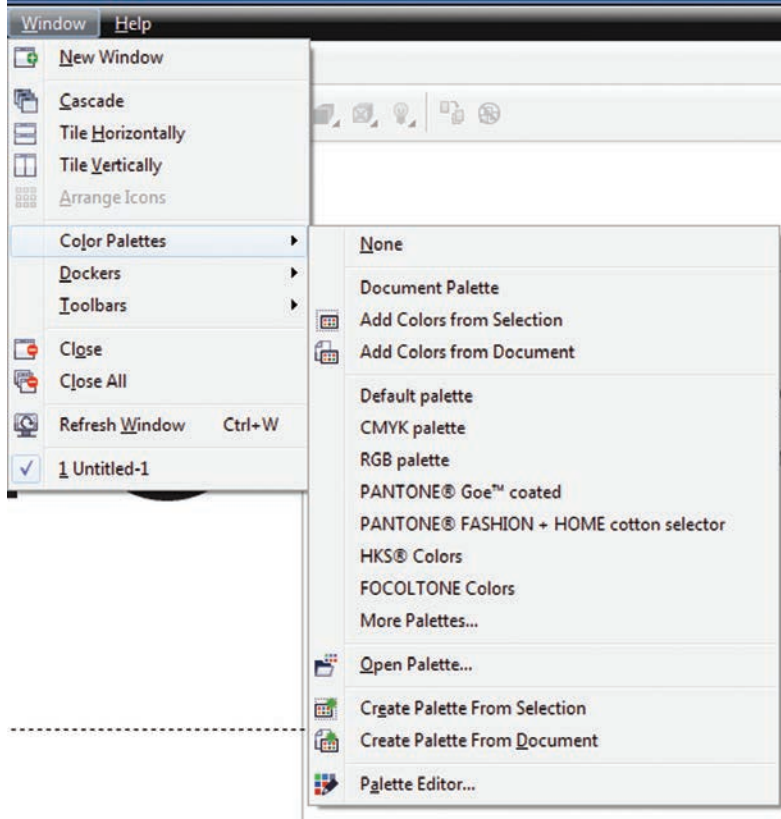 Window Help
New Window
Cascade
Tile Horizontally
Tile Vertically
Arrange Icons
Color Palettes
Dockers
Toolbars
Close
Close All
Refresh Window Ctrl+W
1 Untitled-1
None
Document Palette
Add Colors from Selection
Add Colors from Document
Default palette
CMYK palette
RGB palette
PANTONE® Goe™ coated
PANTONE® FASHION + HOME cotton selector
HKS® Colors
FOCOLTONE Colors
More Palettes...
Open Palette...
Create Palette From Selection
Create Palette From Document
Palette Editor...